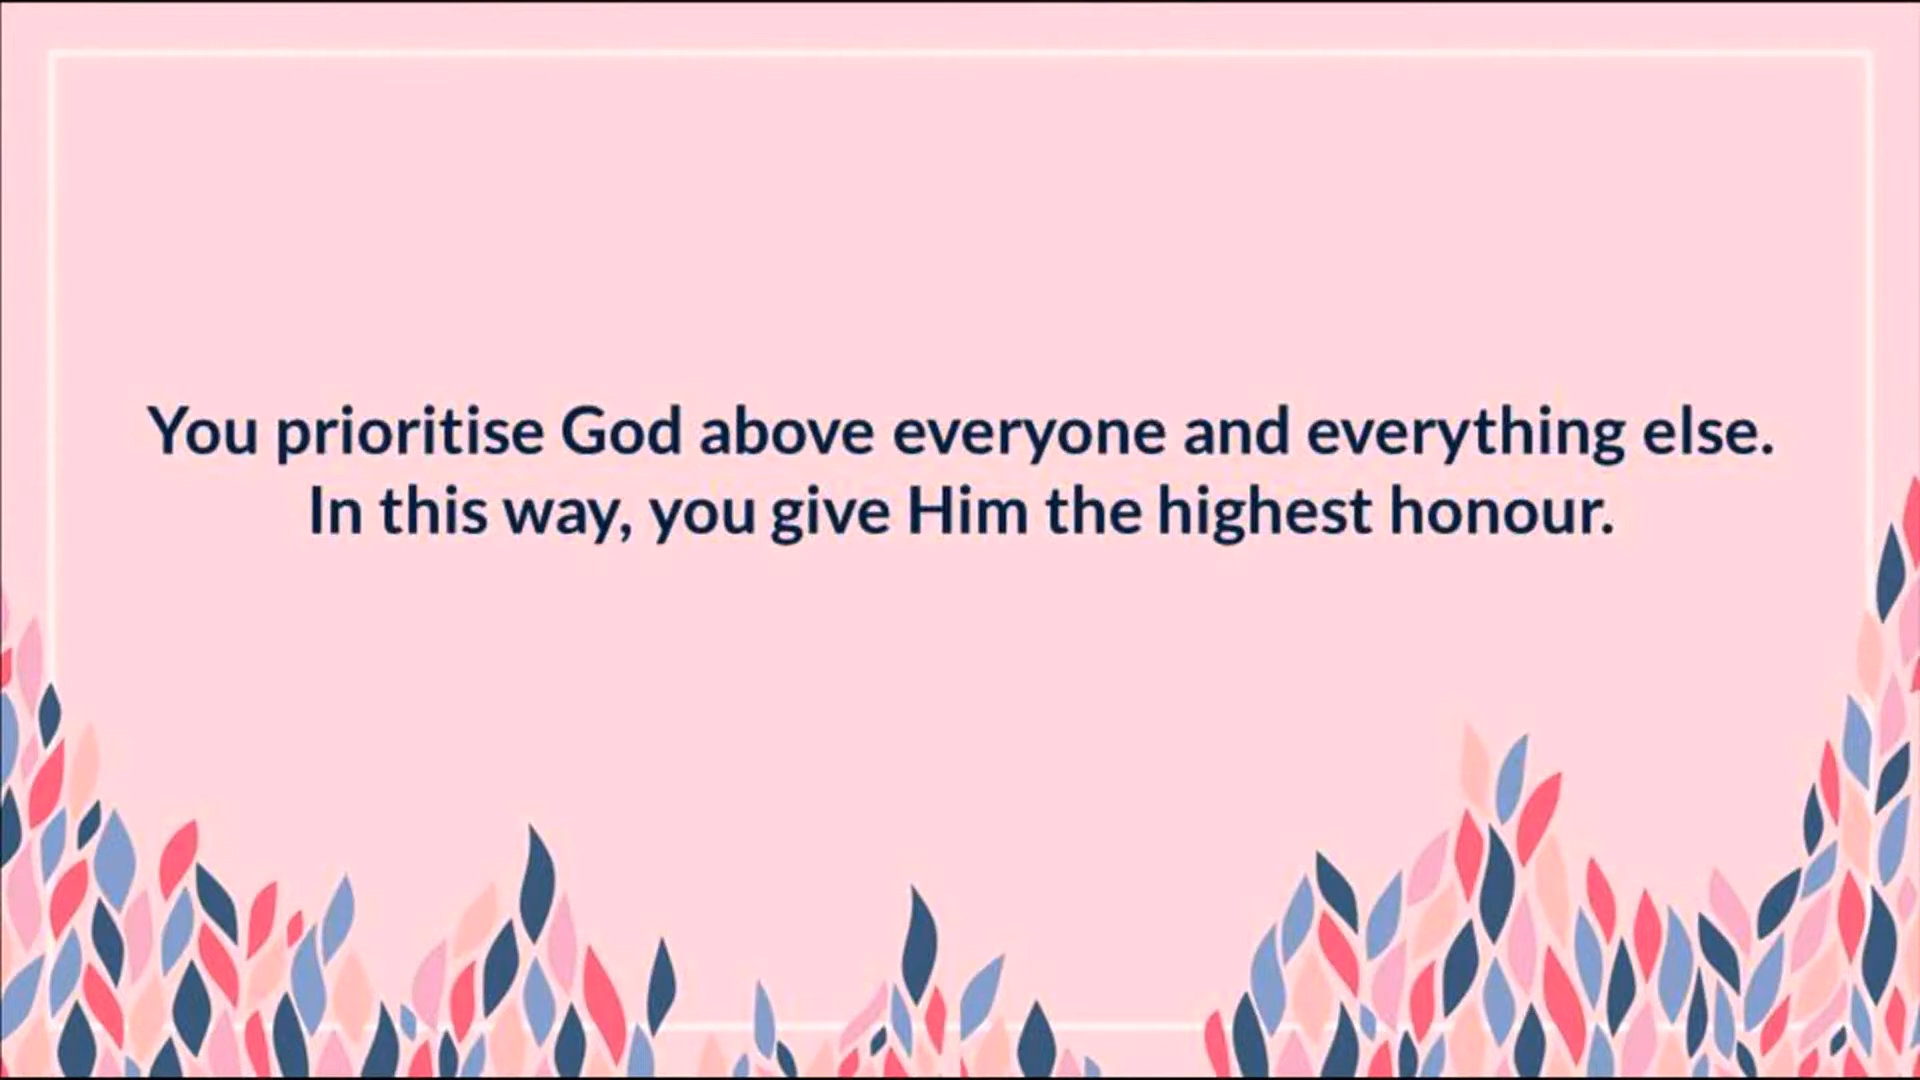 You prioritise God above everyone and everything else.
In this way, you give Him the highest honour.